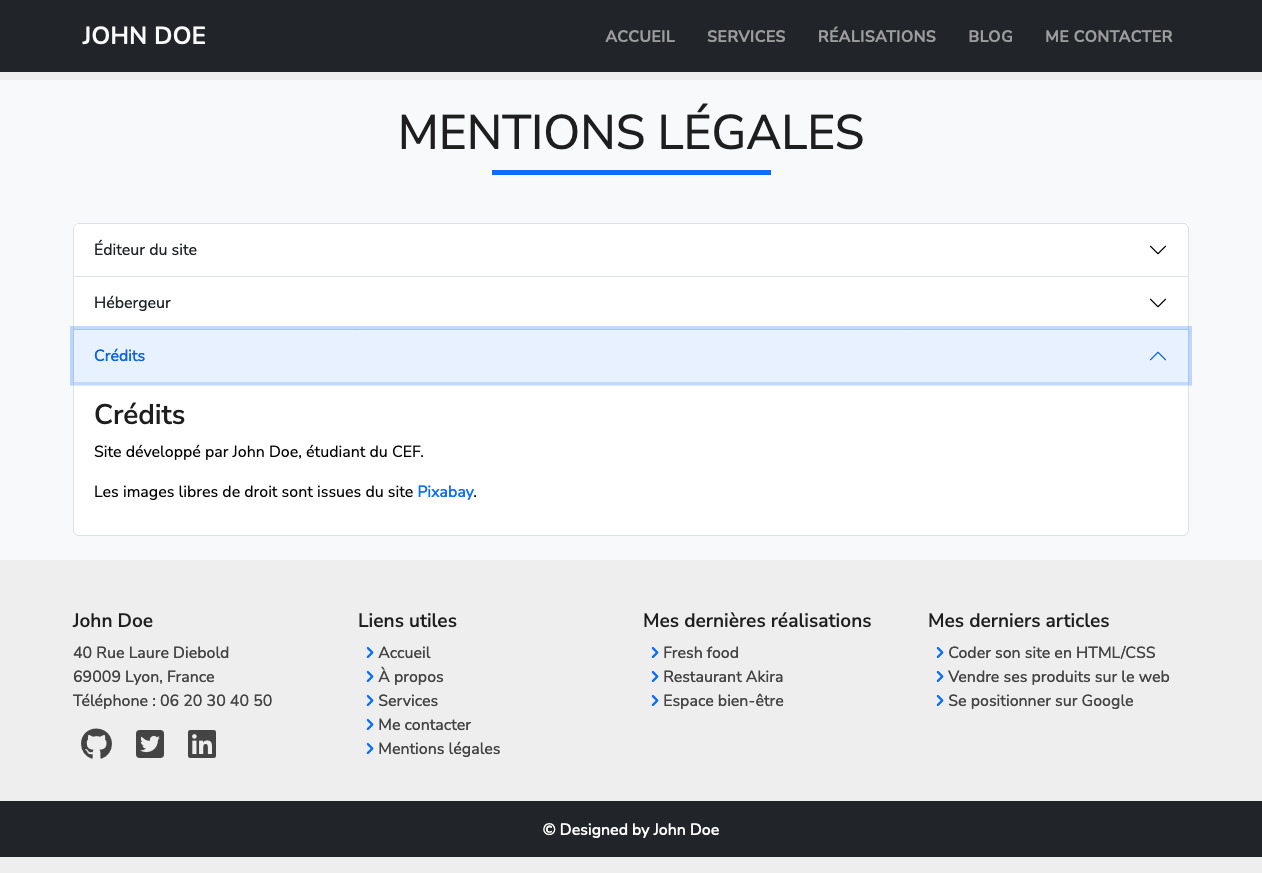 JOHN DOE
ACCUEIL SERVICES RÉALISATIONS BLOG ME CONTACTER
MENTIONS LÉGALES
Éditeur du site
Hébergeur
Crédits
Crédits
Site développé par John Doe, étudiant du CEF.
Les images libres de droit sont issues du site Pixabay.
John Doe
40 Rue Laure Diebold
69009 Lyon, France
Téléphone : 06 20 30 40 50
Liens utiles
Accueil
À propos
Services
Me contacter
Mentions légales
Mes dernières réalisations
Fresh food
Restaurant Akira
Espace bien-être
Mes derniers articles
Coder son site en HTML/CSS
Vendre ses produits sur le web
Se positionner sur Google
© Designed by John Doe